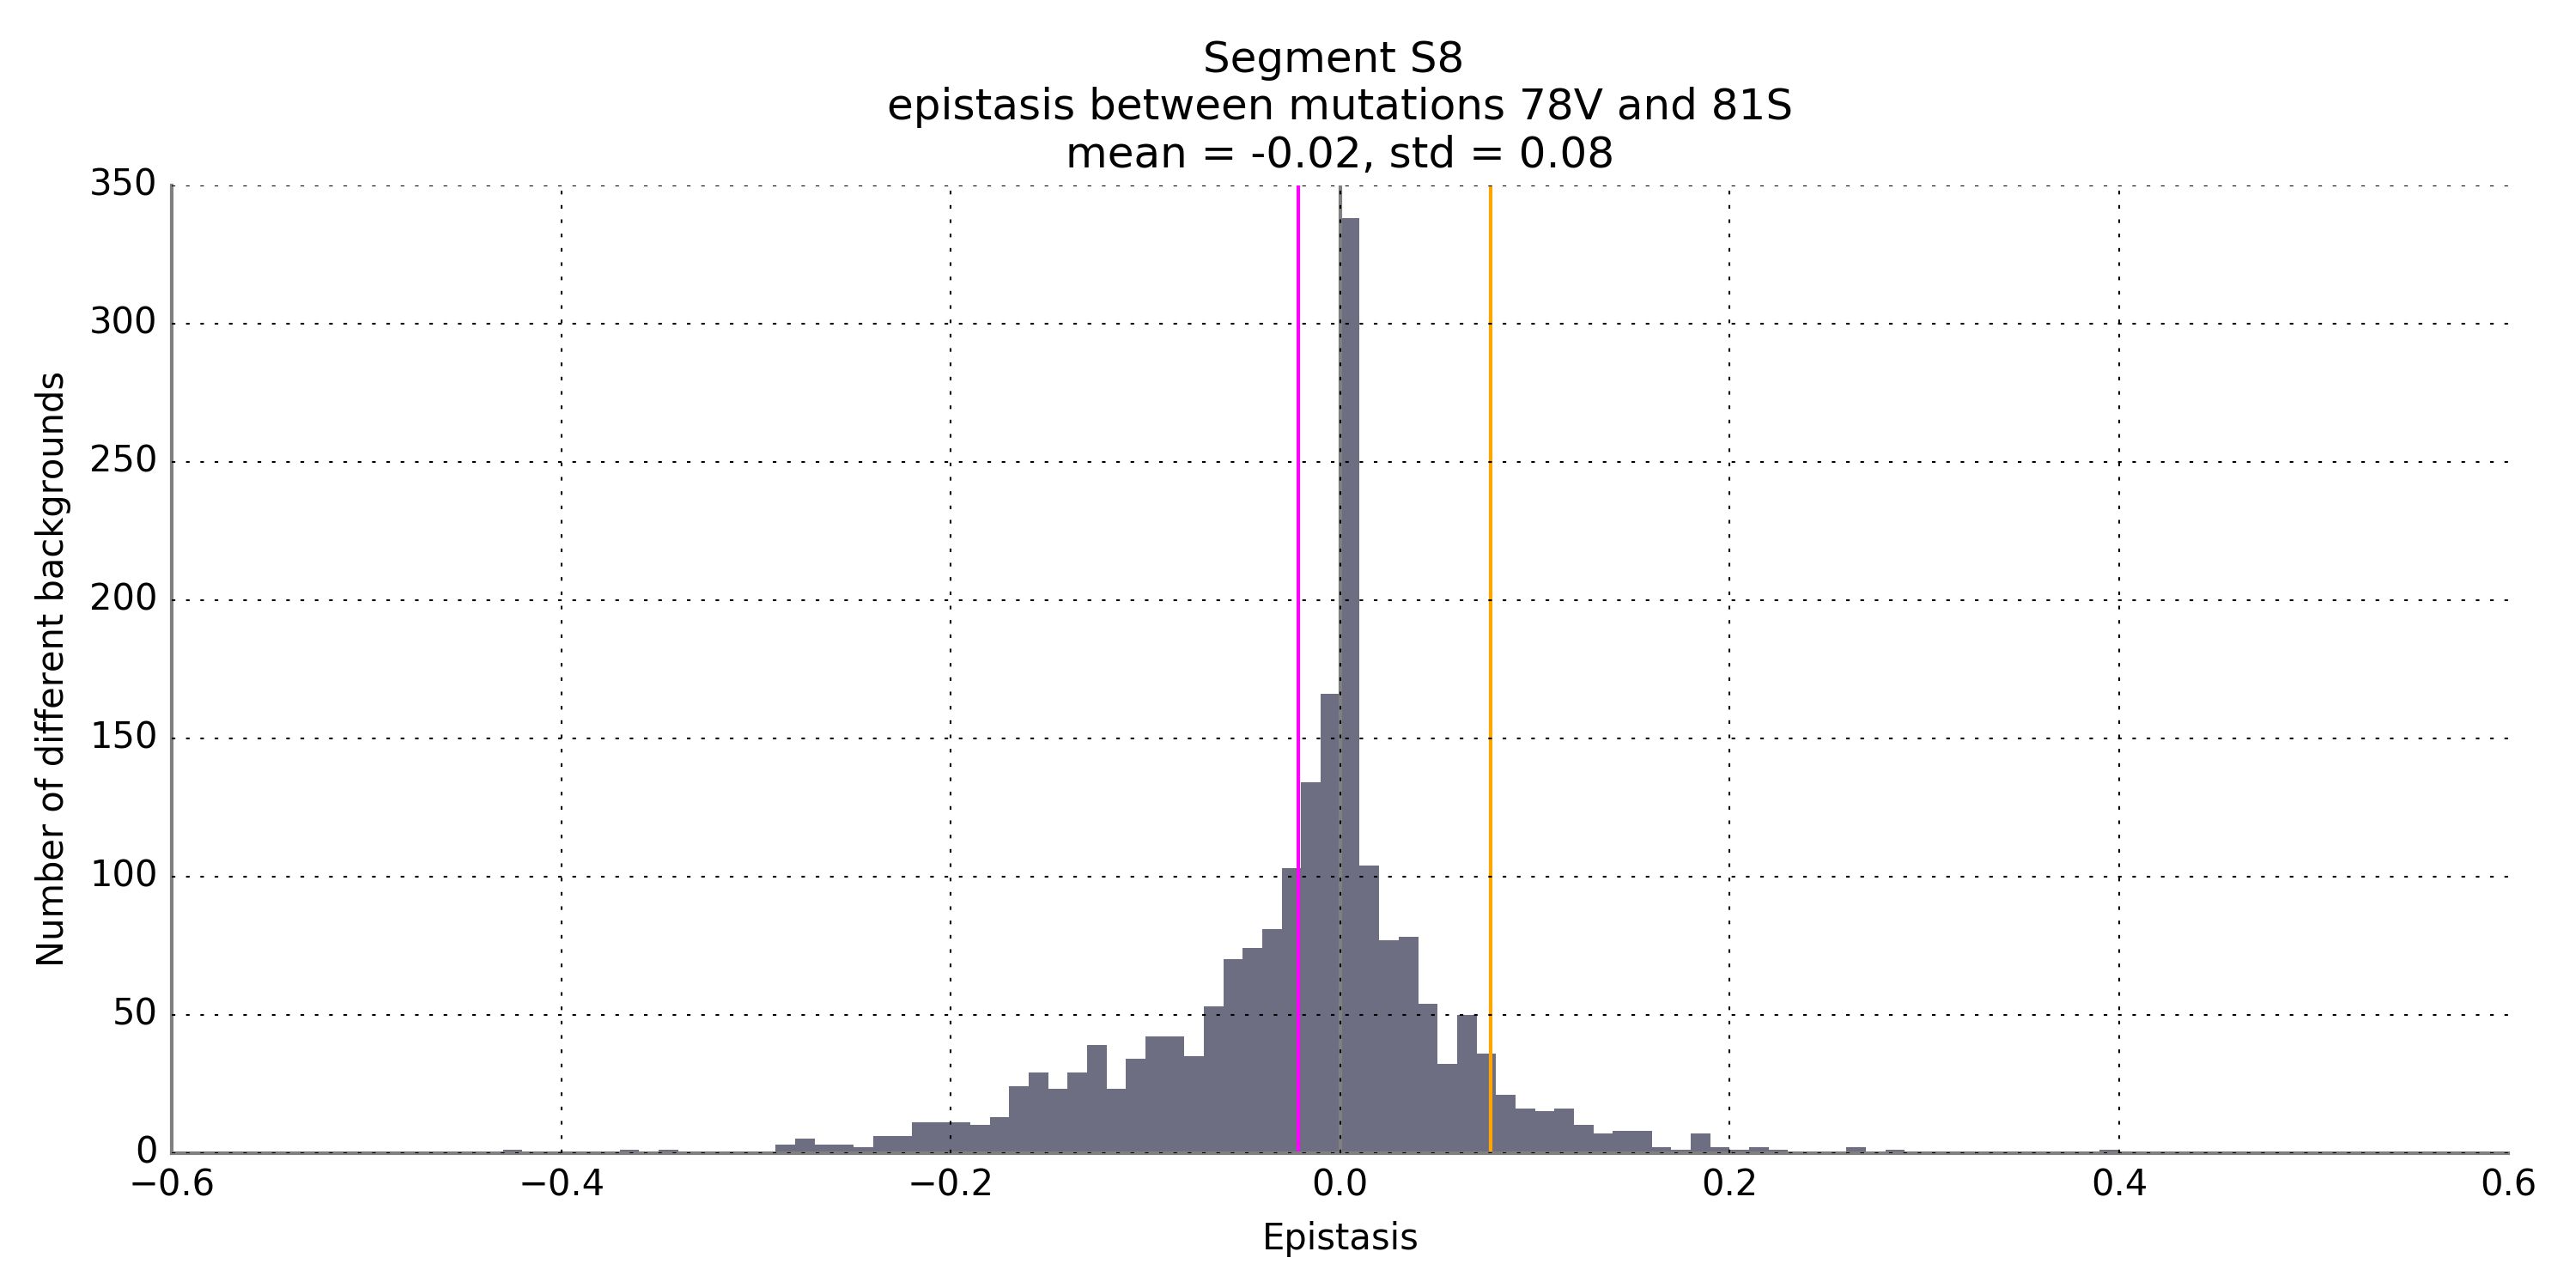 Segment S8
epistasis between mutations 78V and 81S
mean = -0.02, std = 0.08
350
300
250
200
150
100
50
0
Number of different backgrounds
−0.6 −0.4 −0.2 0.0 0.2 0.4 0.6
Epistasis